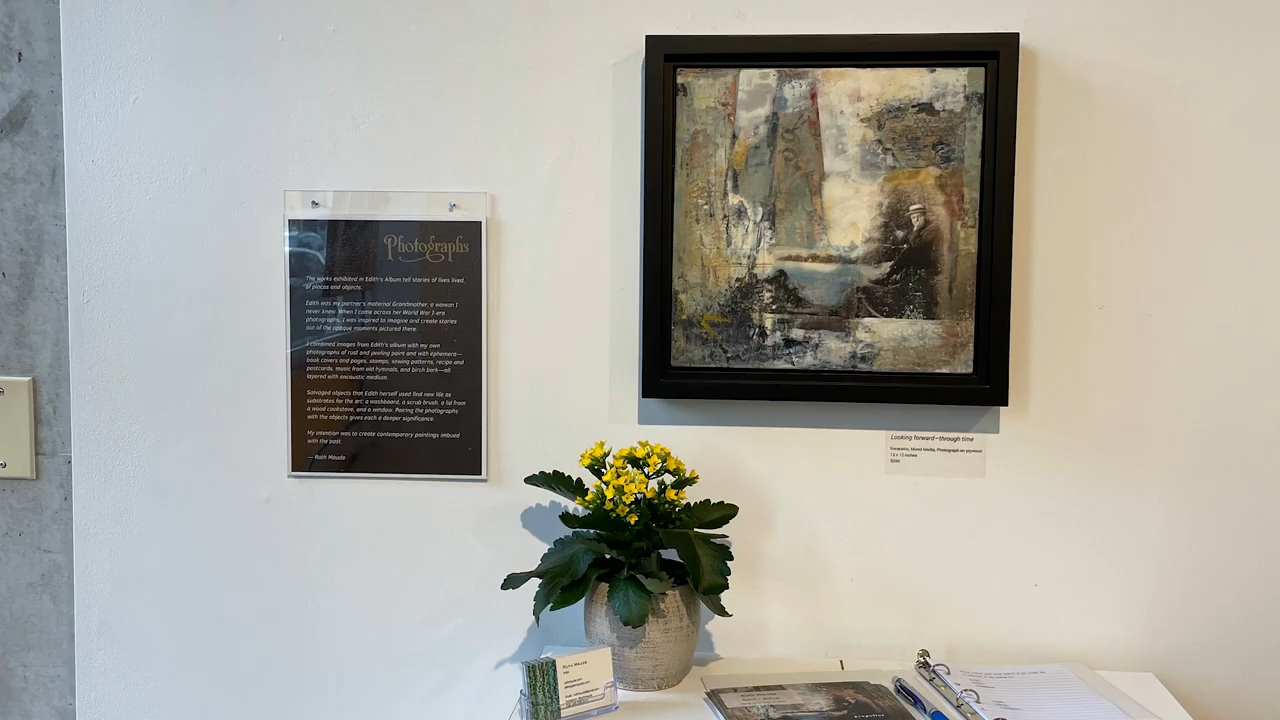 Photographs
The works exhibited in Edith's Album tell stories of lives lived,
of places and objects.
Edith was my partner's maternal Grandmother, a woman I
never knew. When I came across her World War I-era
photographs, I was inspired to imagine and create stories
out of the opaque moments pictured there.
I combined images from Edith's album with my own
photographs of rust and peeling paint and with ephemera—
book covers and pages, stamps, sewing patterns, recipe and
postcards, music from old hymnals, and birch bark—all
layered with encaustic medium.
Salvaged objects that Edith herself used find new life as
substrates for the art: a washboard, a scrub brush, a lid from
a wood cookstove, and a window. Pairing the photographs
with the objects gives each a deeper significance.
My intention was to create contemporary paintings imbued
with the past.
— Ruth Maude
Looking forward—through time
Encaustic, Mixed Media, Photograph on plywood
12 x 12 inches
Ruth Maude
Ruth Maude